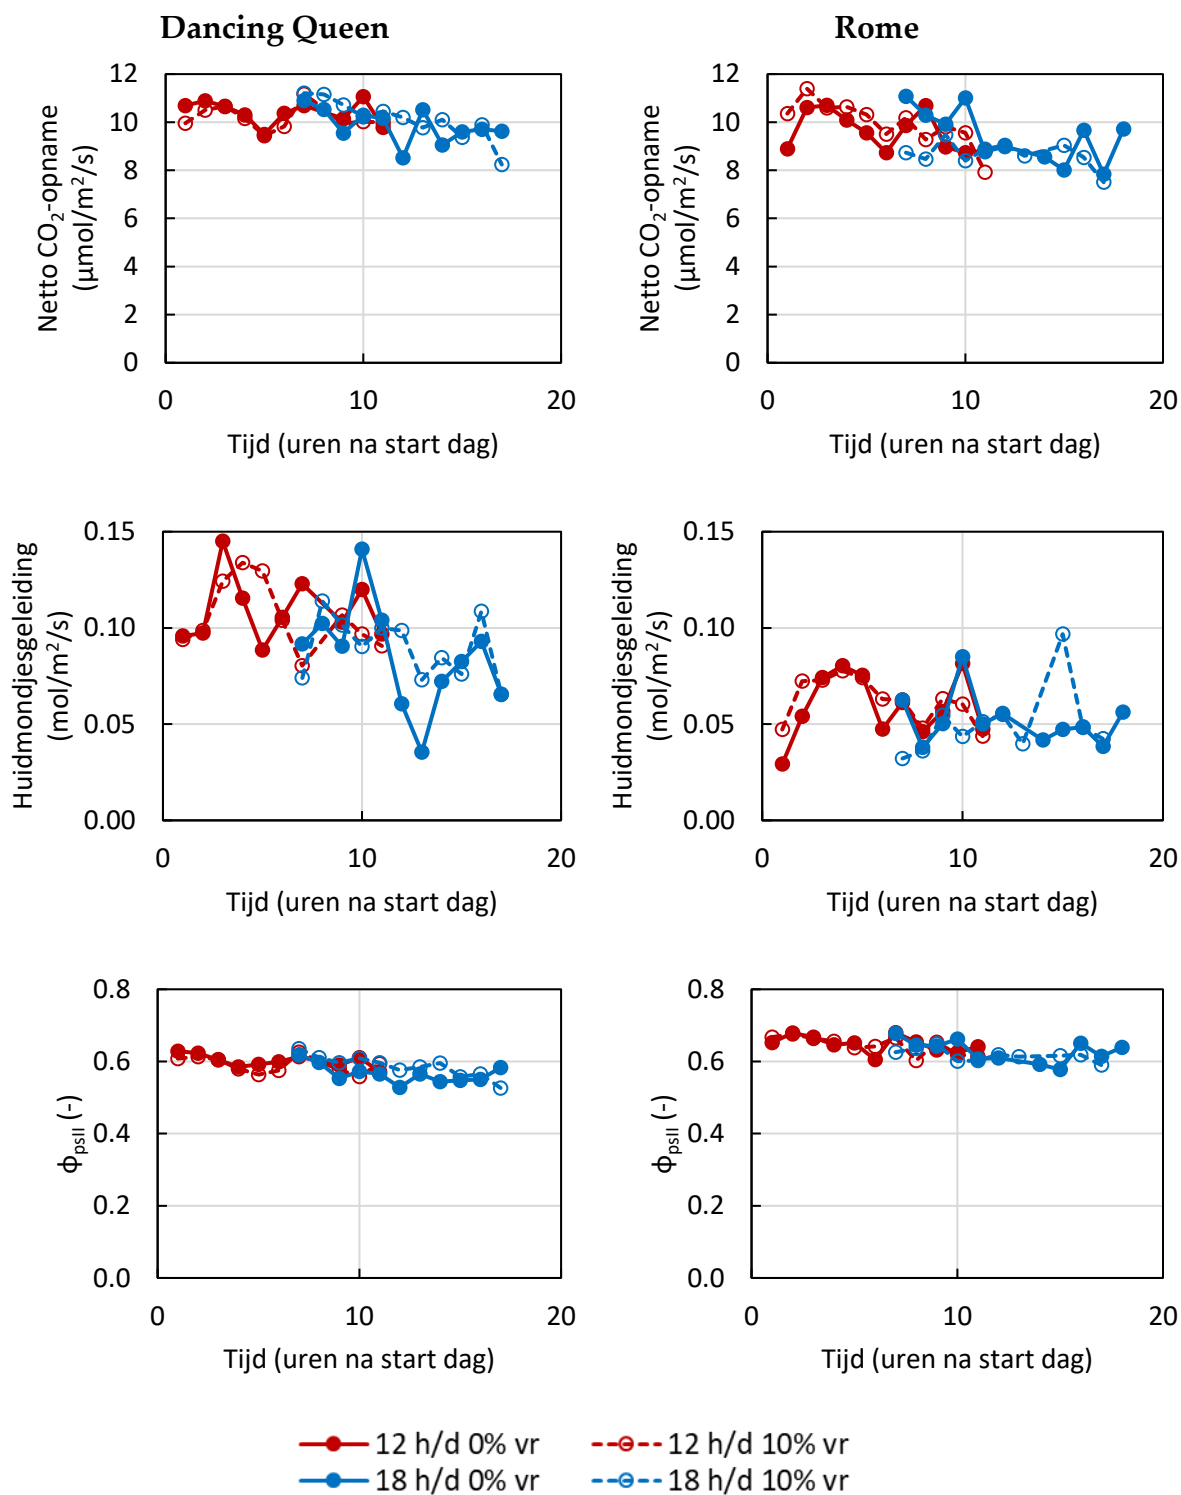 Dancing Queen
Rome
Netto CO₂-opname
(µmol/m²/s)
12
10
8
6
4
2
0
0
10
20
Tijd (uren na start dag)
Netto CO₂-opname
(µmol/m²/s)
12
10
8
6
4
2
0
0
10
20
Tijd (uren na start dag)
Huidmondjesgeleiding
(mol/m²/s)
0.15
0.10
0.05
0.00
0
10
20
Tijd (uren na start dag)
Huidmondjesgeleiding
(mol/m²/s)
0.15
0.10
0.05
0.00
0
10
20
Tijd (uren na start dag)
ϕpsII (-)
0.8
0.6
0.4
0.2
0.0
0
10
20
Tijd (uren na start dag)
ϕpsII (-)
0.8
0.6
0.4
0.2
0.0
0
10
20
Tijd (uren na start dag)
12 h/d 0% vr
12 h/d 10% vr
18 h/d 0% vr
18 h/d 10% vr